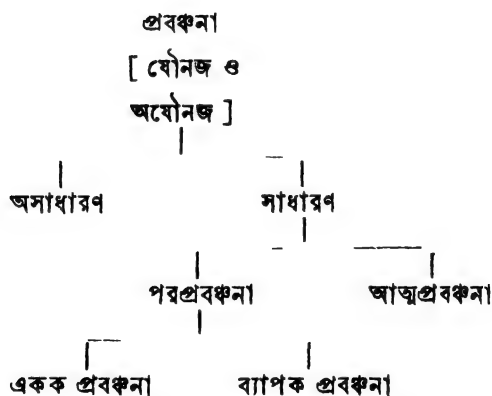 প্রবঞ্চনা
[ যৌনজ ও
অযৌনজ ]
অসাধারণ সাধারণ
পরপ্রবঞ্চনা আত্মপ্রবঞ্চনা
একক প্রবঞ্চনা ব্যাপক প্রবঞ্চনা